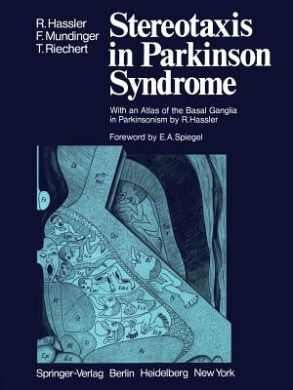 R. Hassler
F. Mundinger
T. Riechert
Stereotaxis
in Parkinson
Syndrome
With an Atlas of the Basal Ganglia
in Parkinsonism by R. Hassler
Foreword by E.A. Spiegel
Springer-Verlag Berlin Heidelberg New York